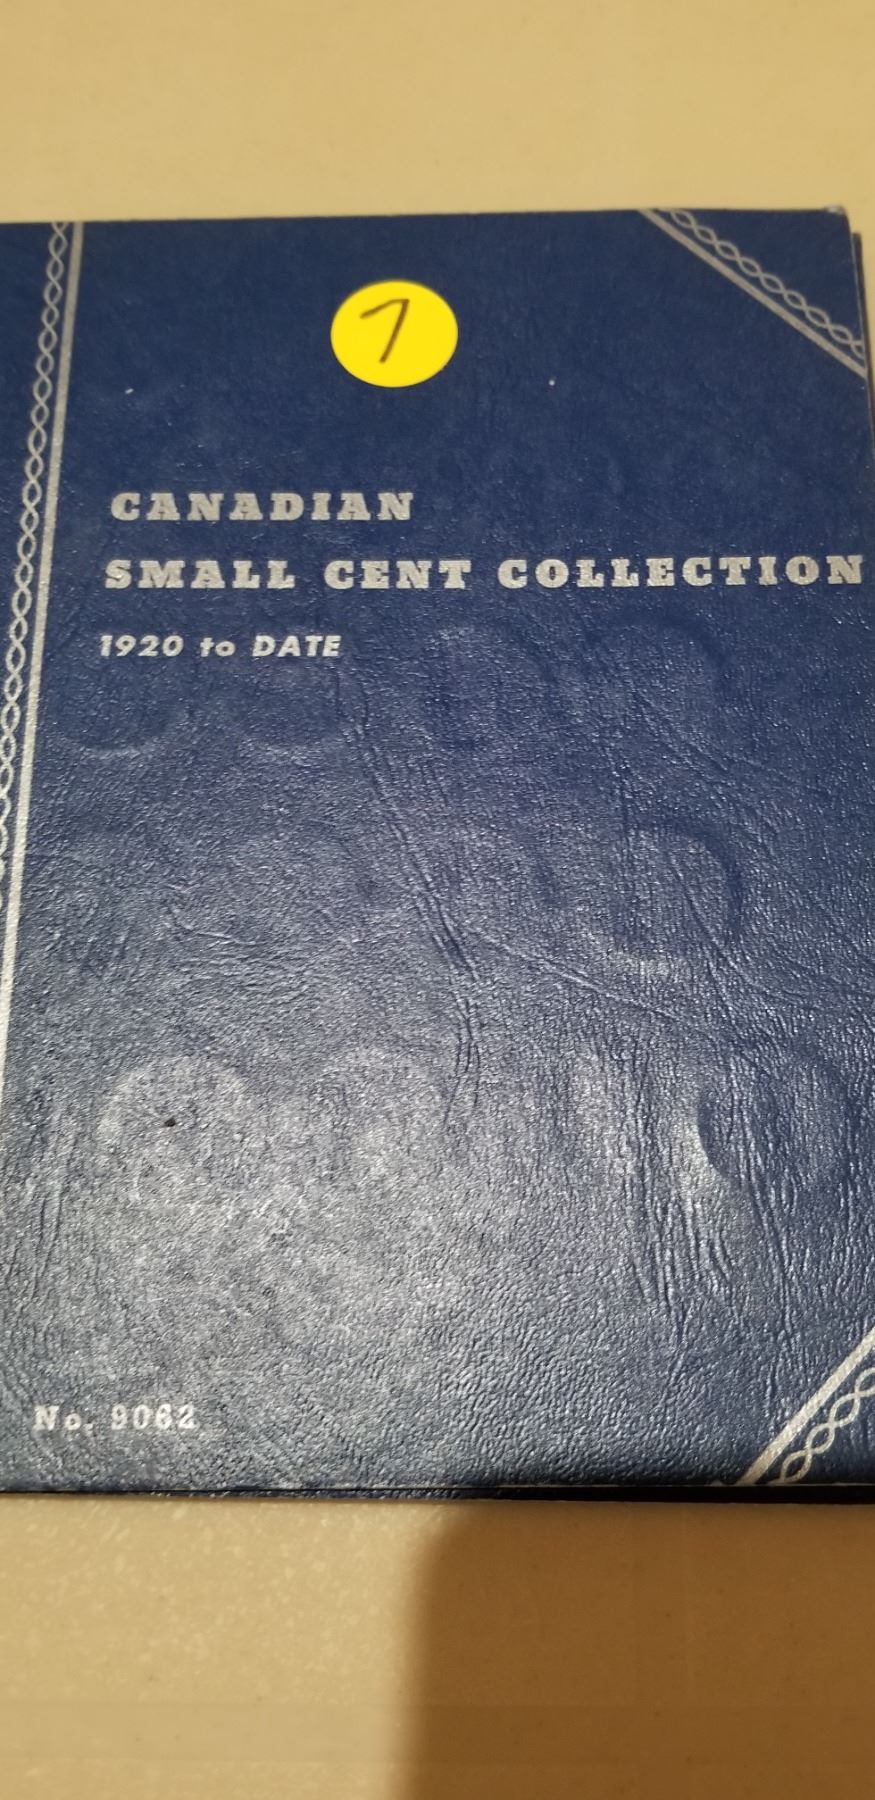 7
CANADIAN
SMALL CENT COLLECTION
1920 to DATE
No. 9062